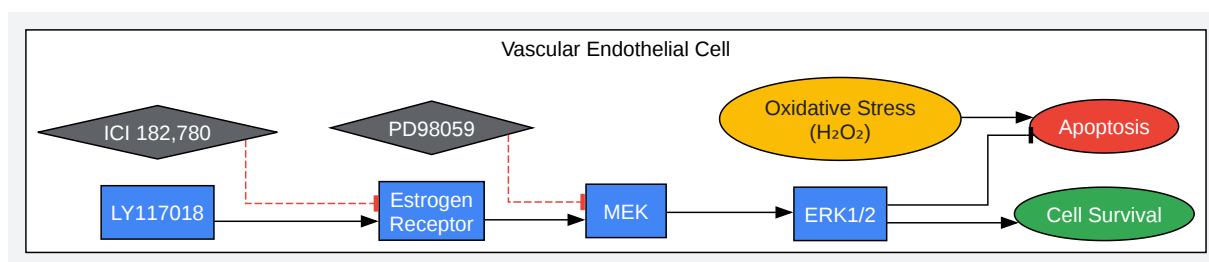 Vascular Endothelial Cell
ICI 182,780
PD98059
Oxidative Stress
(H₂O₂)
Apoptosis
LY117018
Estrogen
Receptor
MEK
ERK1/2
Cell Survival